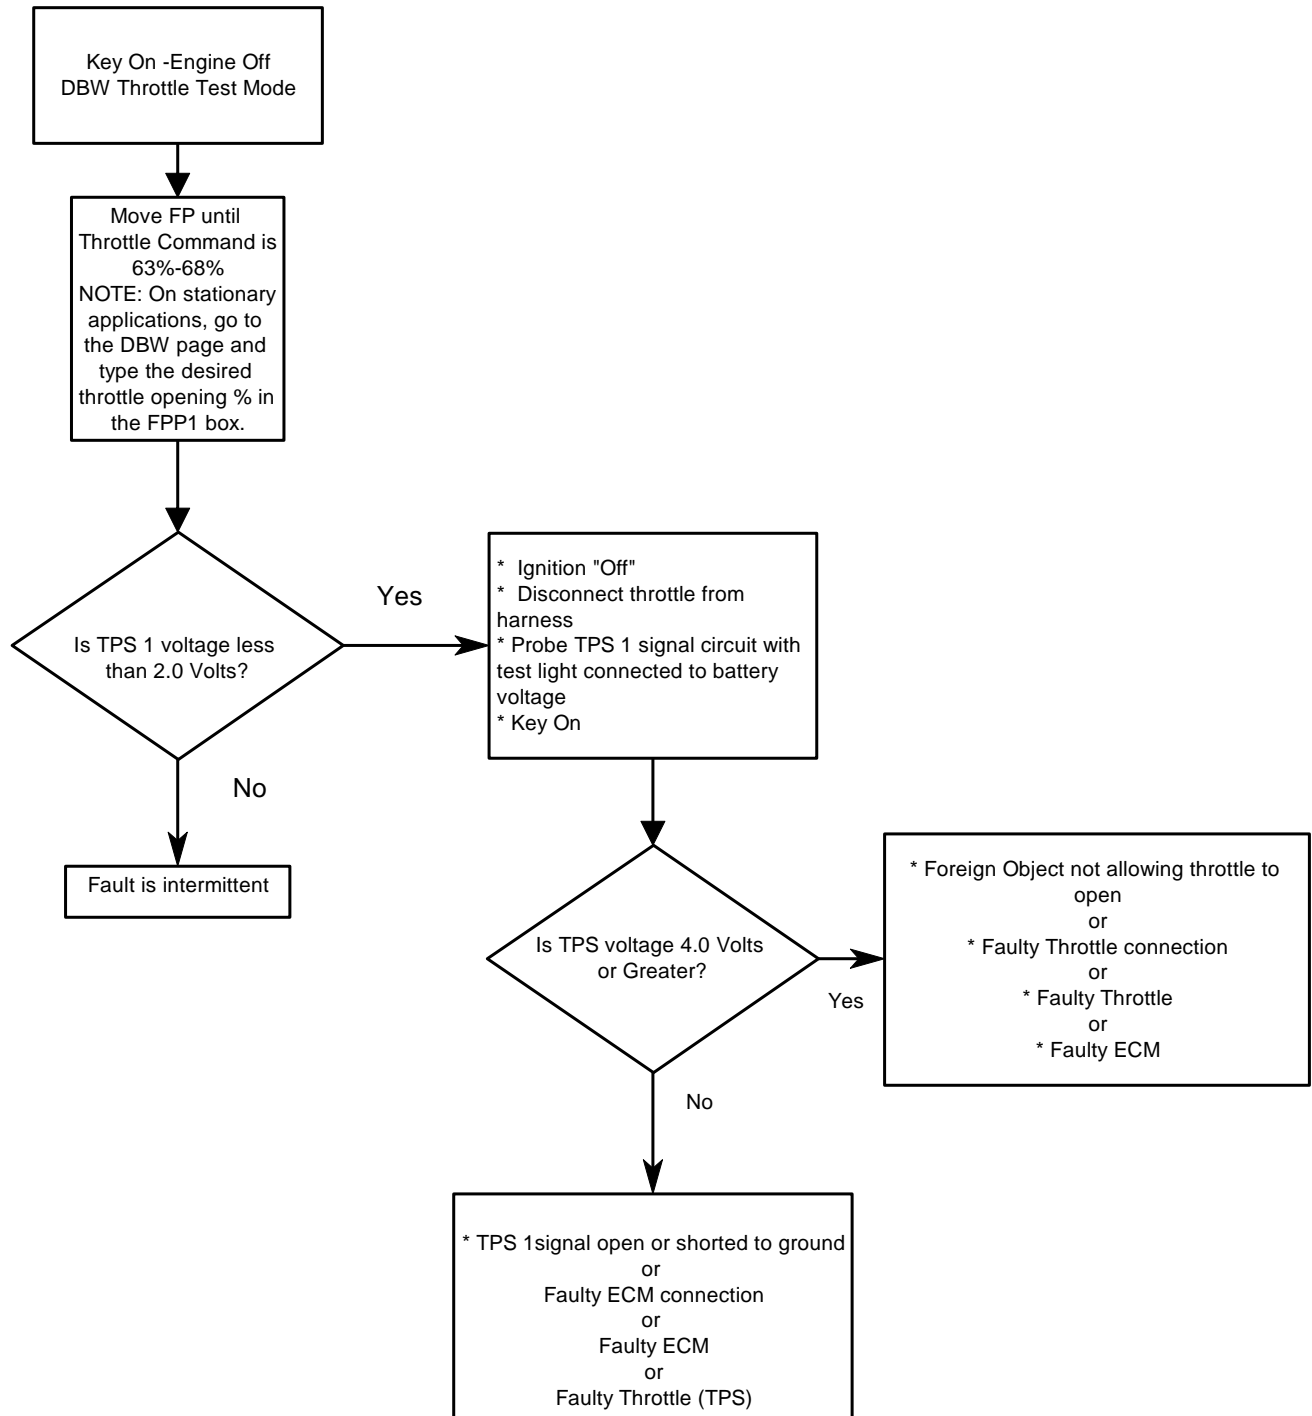 Key On -Engine Off
DBW Throttle Test Mode
Move FP until
Throttle Command is
63%-68%
NOTE: On stationary
applications, go to
the DBW page and
type the desired
throttle opening % in
the FPP1 box.
Is TPS 1 voltage less
than 2.0 Volts?
Yes
No
Fault is intermittent
* Ignition "Off"
* Disconnect throttle from
harness
* Probe TPS 1 signal circuit with
test light connected to battery
voltage
* Key On
Is TPS voltage 4.0 Volts
or Greater?
Yes
No
* Foreign Object not allowing throttle to
open
or
* Faulty Throttle connection
or
* Faulty Throttle
or
* Faulty ECM
* TPS 1signal open or shorted to ground
or
Faulty ECM connection
or
Faulty ECM
or
Faulty Throttle (TPS)